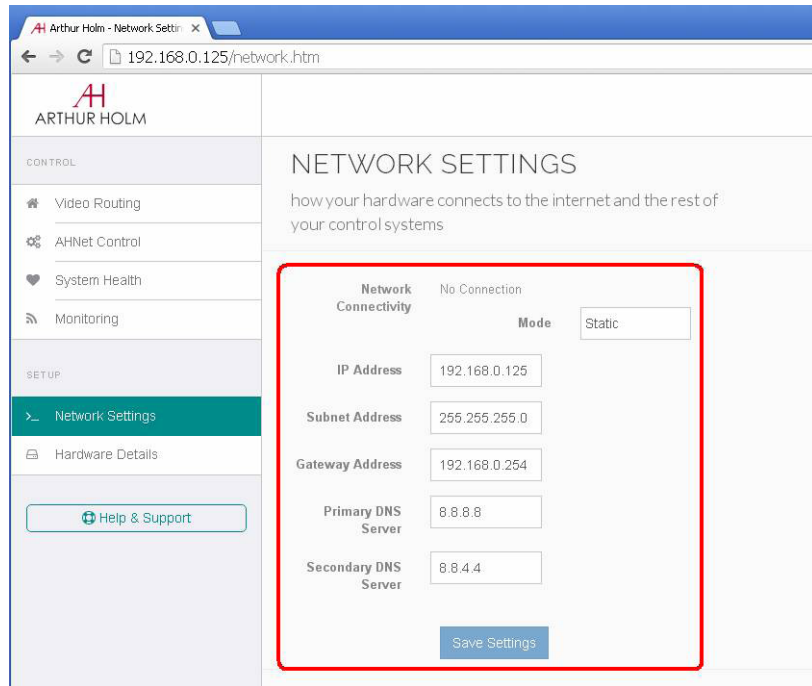 Arthur Holm - Network Settin
192.168.0.125/network.htm
AH
ARTHUR HOLM
CONTROL
Video Routing
AHNet Control
System Health
Monitoring
SETUP
Network Settings
Hardware Details
Help & Support
NETWORK SETTINGS
how your hardware connects to the internet and the rest of
your control systems
Network
Connectivity
No Connection
Mode
Static
IP Address
192.168.0.125
Subnet Address
255.255.255.0
Gateway Address
192.168.0.254
Primary DNS
Server
8.8.8.8
Secondary DNS
Server
8.8.4.4
Save Settings